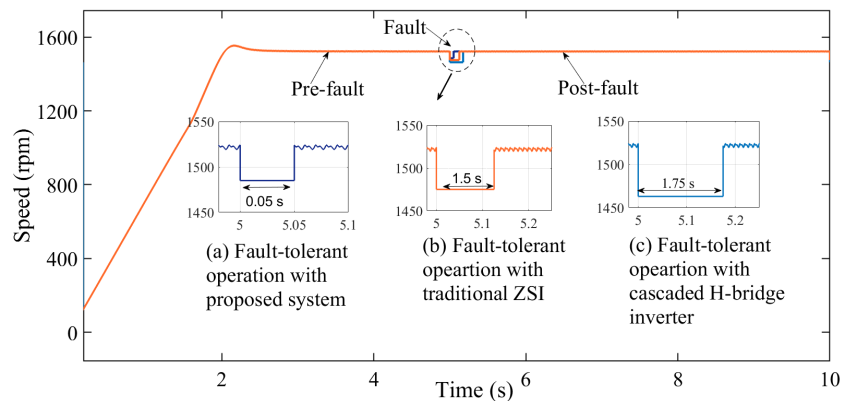 1600
1200
800
400
0
Speed (rpm)
2
4
6
8
10
Time (s)
Fault
Pre-fault
Post-fault
1550
1500
1450
0.05 s
5
5.05
5.1
(a) Fault-tolerant
operation with
proposed system
1550
1500
1450
1.5 s
5
5.1
5.2
(b) Fault-tolerant
opeartion with
traditional ZSI
1550
1500
1450
1.75 s
5
5.1
5.2
(c) Fault-tolerant
opeartion with
cascaded H-bridge
inverter